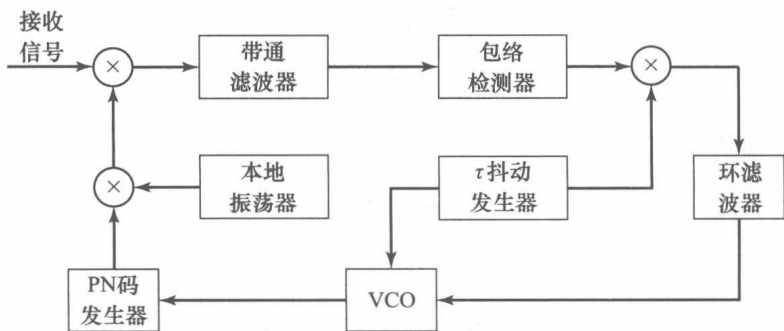 接收
信号
×
带通
滤波器
包络
检测器
×
×
本地
振荡器
τ抖动
发生器
环滤
波器
PN码
发生器
VCO